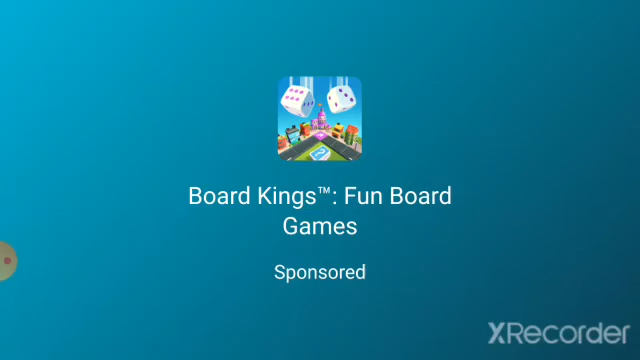 Board Kings™: Fun Board
Games
Sponsored
XRecorder